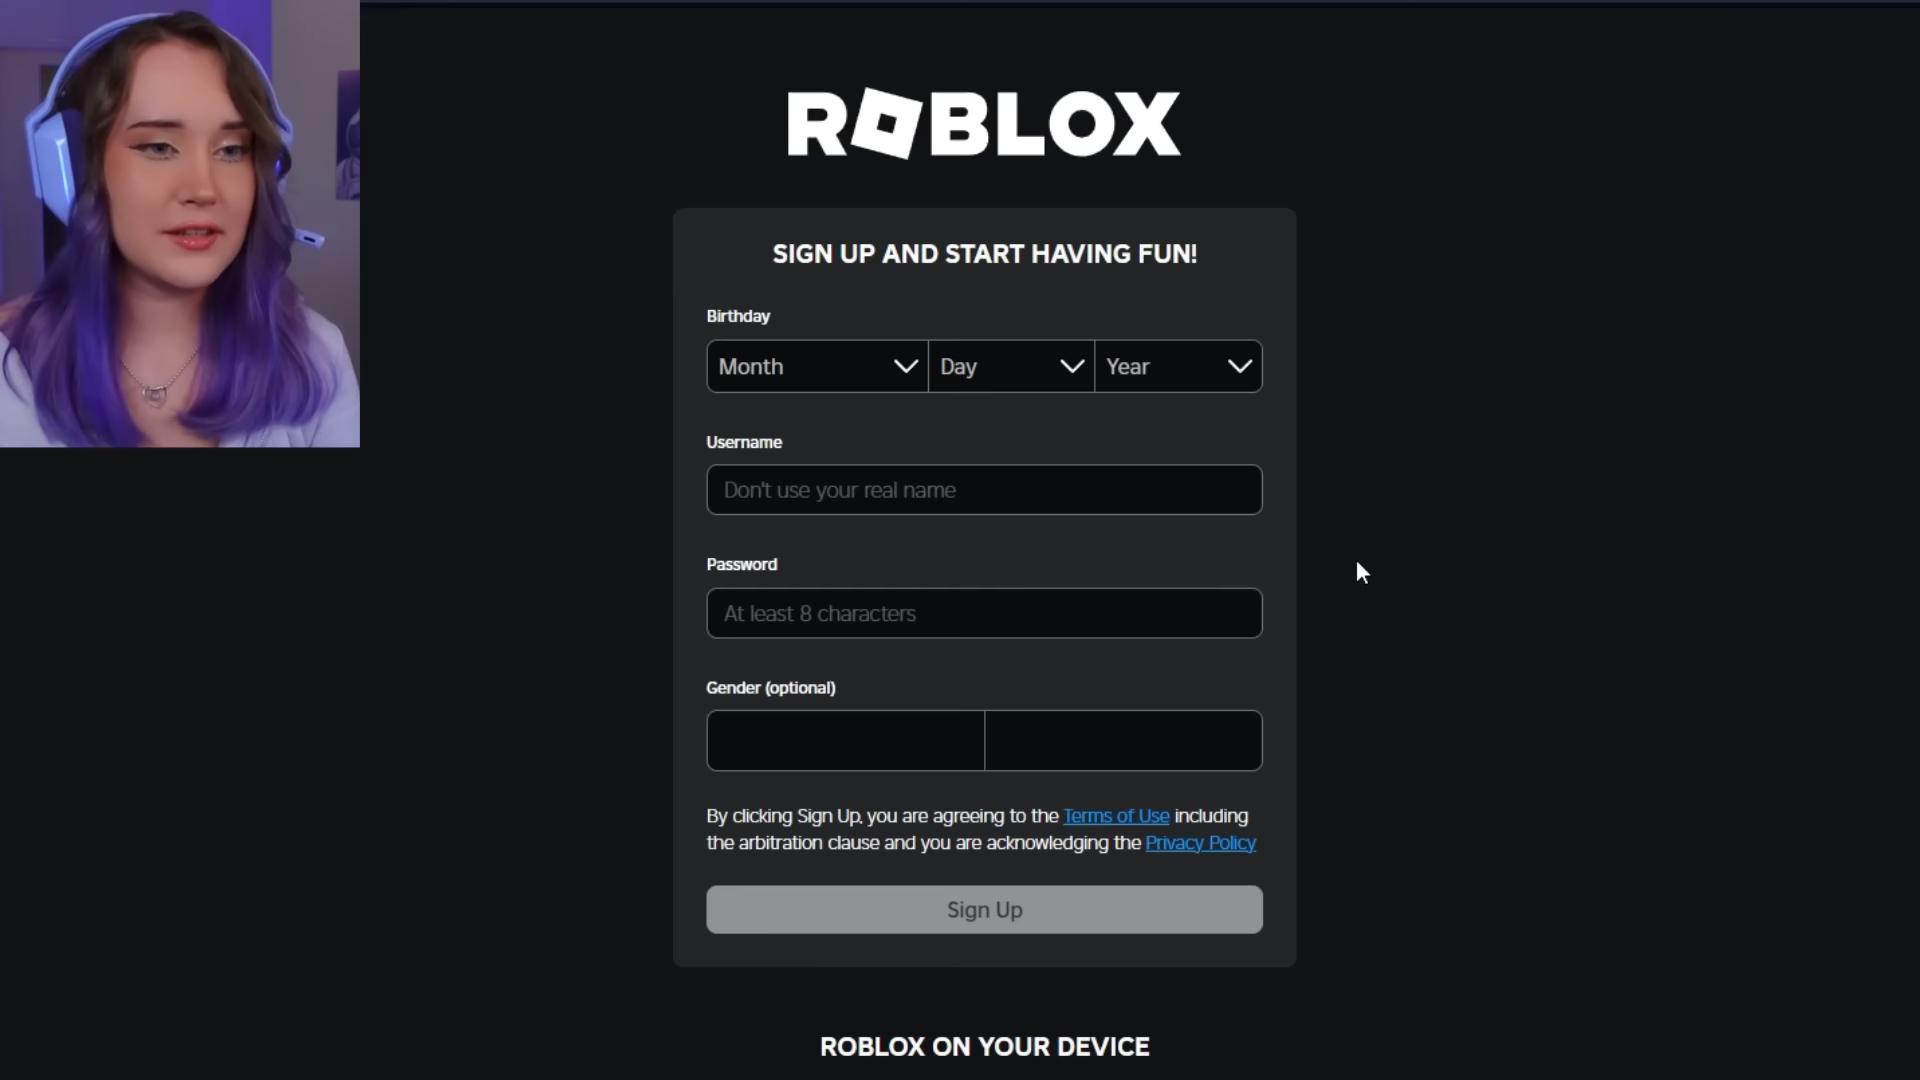 ROBLOX
SIGN UP AND START HAVING FUN!
Birthday
Month Day Year
Username
Don't use your real name
Password
At least 8 characters
Gender (optional)
By clicking Sign Up, you are agreeing to the Terms of Use including
the arbitration clause and you are acknowledging the Privacy Policy
Sign Up
ROBLOX ON YOUR DEVICE